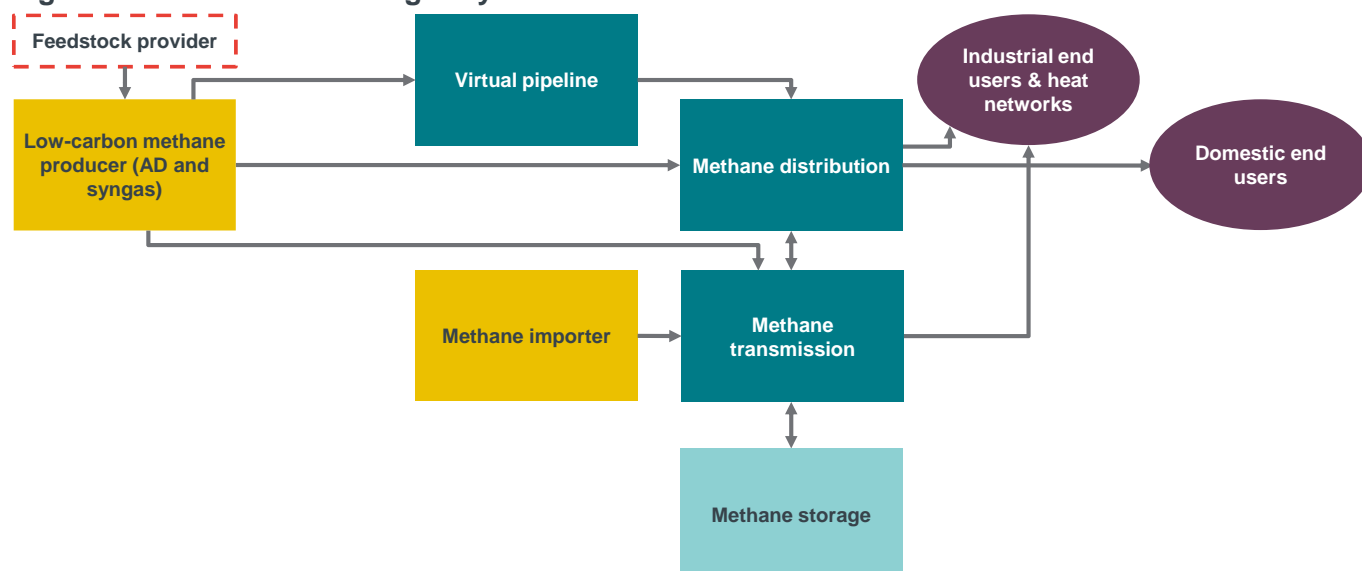 Feedstock provider
Virtual pipeline
Industrial end
users & heat
networks
Low-carbon methane
producer (AD and
syngas)
Methane distribution
Domestic end
users
Methane importer
Methane
transmission
Methane storage